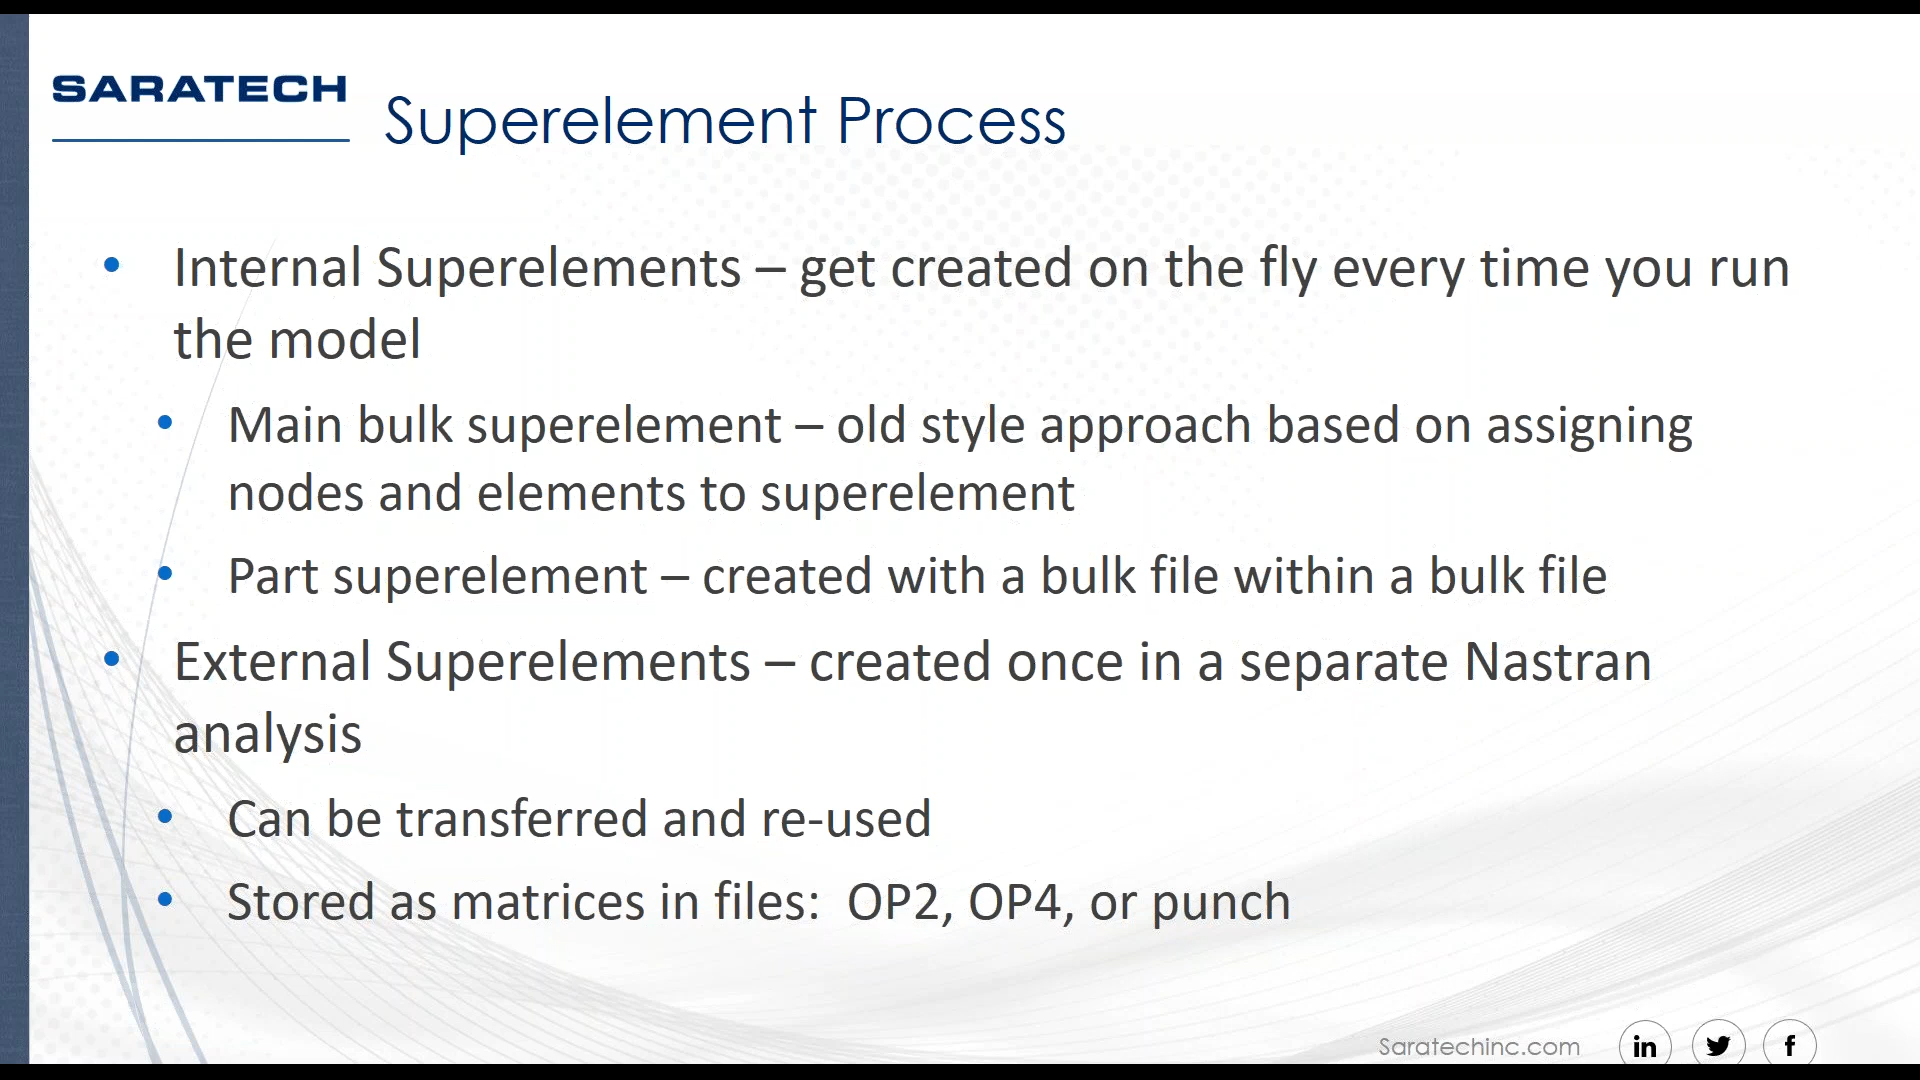 SARATECH
Superelement Process
• Internal Superelements – get created on the fly every time you run
the model
• Main bulk superelement – old style approach based on assigning
nodes and elements to superelement
• Part superelement – created with a bulk file within a bulk file
• External Superelements – created once in a separate Nastran
analysis
• Can be transferred and re-used
• Stored as matrices in files:  OP2, OP4, or punch
Saratechinc.com
in
f